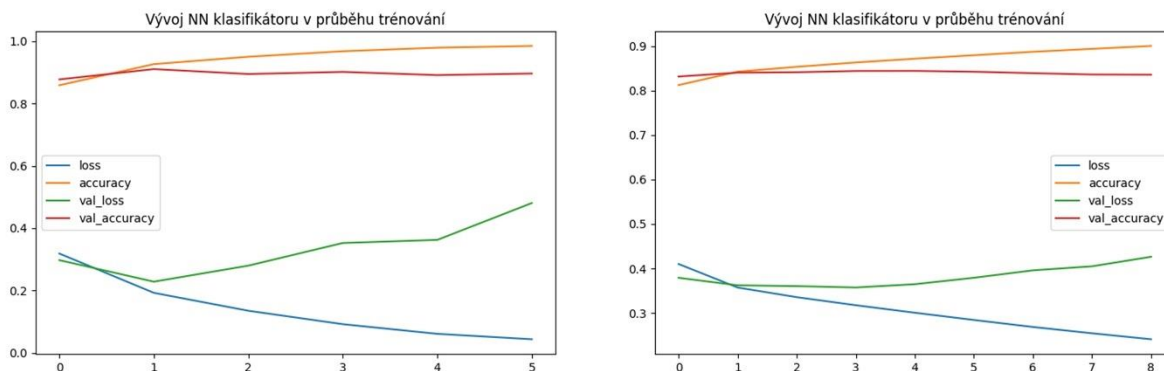 Vývoj NN klasifikátoru v průběhu trénování
1.0
0.8
0.6
0.4
0.2
0.0
loss
accuracy
val_loss
val_accuracy
0 1 2 3 4 5
Vývoj NN klasifikátoru v průběhu trénování
0.9
0.8
0.7
0.6
0.5
0.4
0.3
loss
accuracy
val_loss
val_accuracy
0 1 2 3 4 5 6 7 8